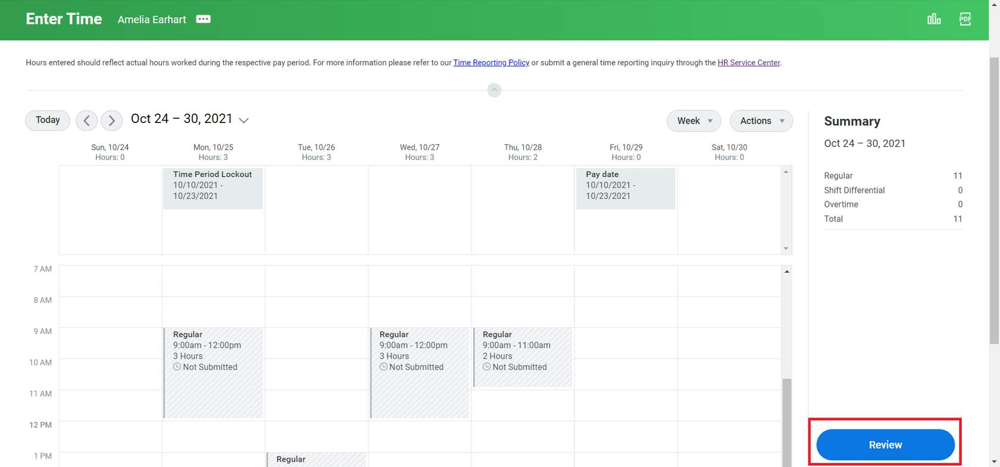 Enter Time Amelia Earhart
PDF
Hours entered should reflect actual hours worked during the respective pay period. For more information please refer to our Time Reporting Policy or submit a general time reporting inquiry through the HR Service Center.
Today Oct 24 – 30, 2021 Week Actions
Sun, 10/24 Mon, 10/25 Tue, 10/26 Wed, 10/27 Thu, 10/28 Fri, 10/29 Sat, 10/30
Hours: 0 Hours: 3 Hours: 3 Hours: 3 Hours: 2 Hours: 0 Hours: 0
Time Period Lockout
10/10/2021 -
10/23/2021
Pay date
10/10/2021 -
10/23/2021
7 AM
8 AM
9 AM
10 AM
11 AM
12 PM
1 PM
Regular
9:00am - 12:00pm
3 Hours
Not Submitted
Regular
Regular
9:00am - 12:00pm
3 Hours
Not Submitted
Regular
9:00am - 11:00am
2 Hours
Not Submitted
Summary
Oct 24 – 30, 2021
Regular 11
Shift Differential 0
Overtime 0
Total 11
Review